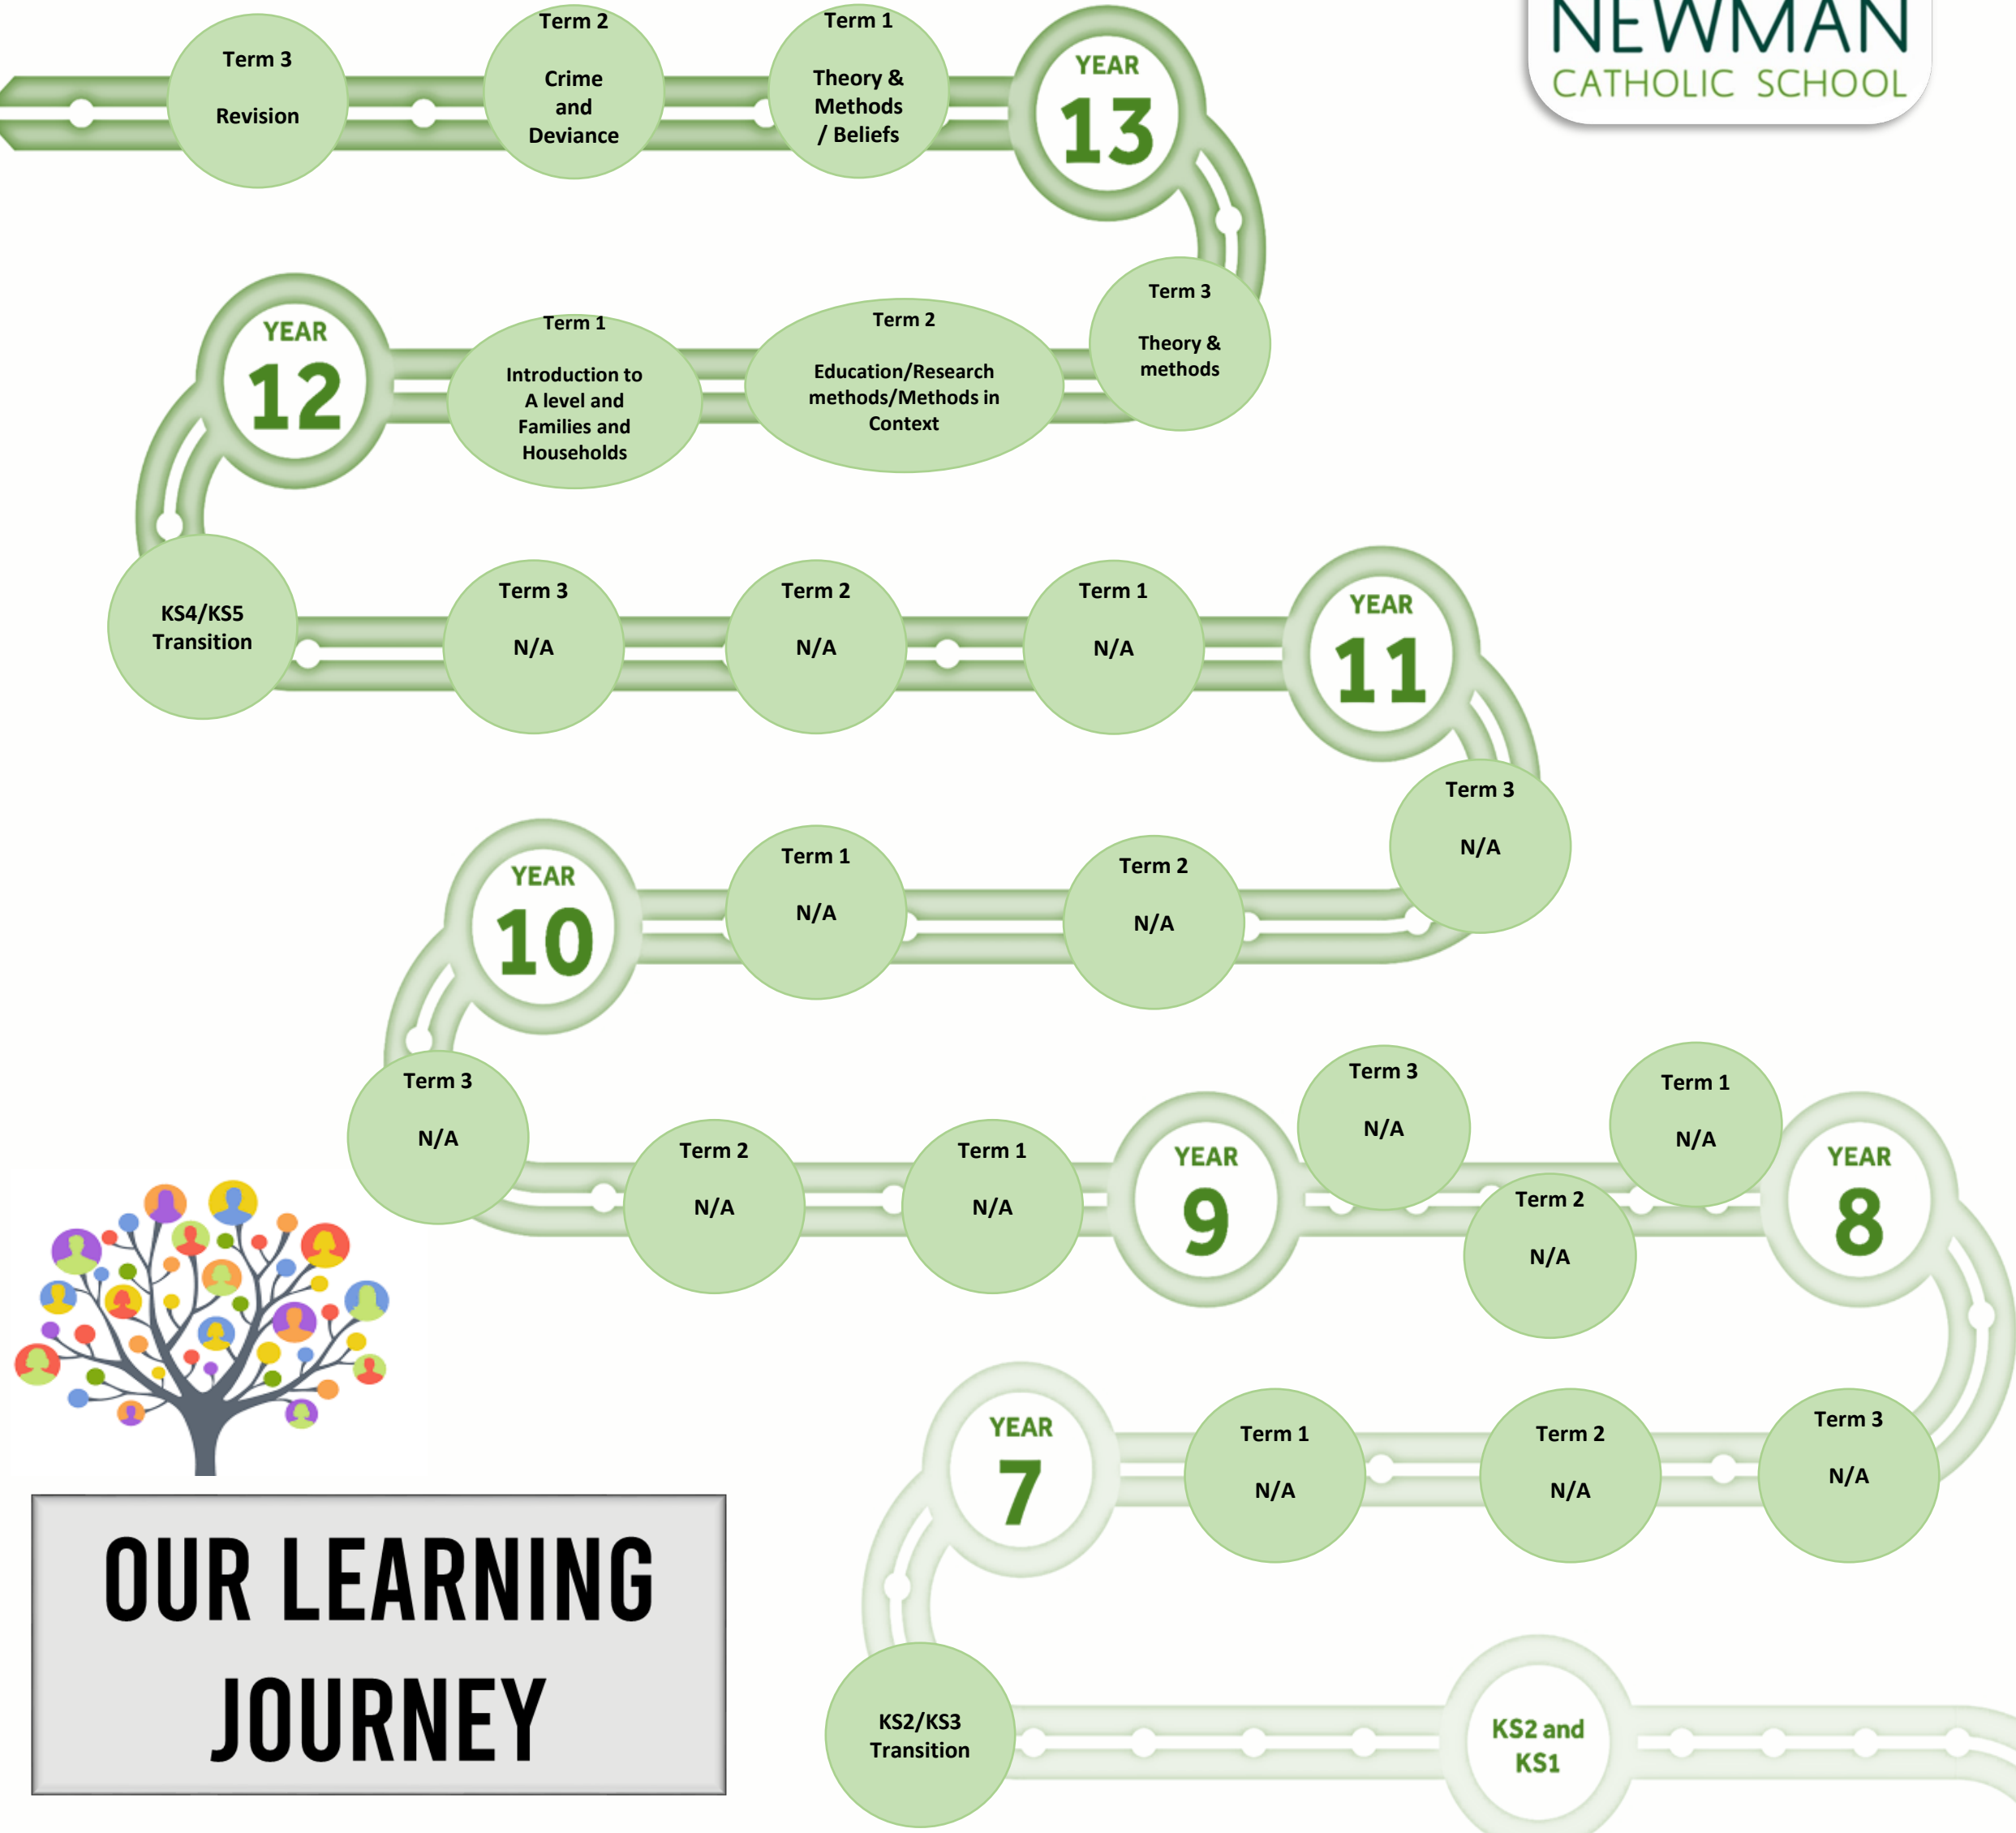 NEWMAN
CATHOLIC SCHOOL
Term 3
Revision
Term 2
Crime
and
Deviance
Term 1
Theory &
Methods
/ Beliefs
YEAR
13
YEAR
12
Term 1
Introduction to
A level and
Families and
Households
Term 2
Education/Research
methods/Methods in
Context
Term 3
Theory &
methods
KS4/KS5
Transition
Term 3
N/A
Term 2
N/A
Term 1
N/A
YEAR
11
YEAR
10
Term 1
N/A
Term 2
N/A
Term 3
N/A
Term 3
N/A
Term 2
N/A
Term 1
N/A
YEAR
9
Term 3
N/A
Term 2
N/A
Term 1
N/A
YEAR
8
YEAR
7
Term 1
N/A
Term 2
N/A
Term 3
N/A
OUR LEARNING
JOURNEY
KS2/KS3
Transition
KS2 and
KS1